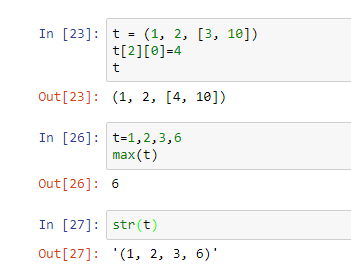 In [23]: t = (1, 2, [3, 10])
t[2][0]=4
t
Out[23]: (1, 2, [4, 10])
In [26]: t=1,2,3,6
max(t)
Out[26]: 6
In [27]: str(t)
Out[27]: '(1, 2, 3, 6)'